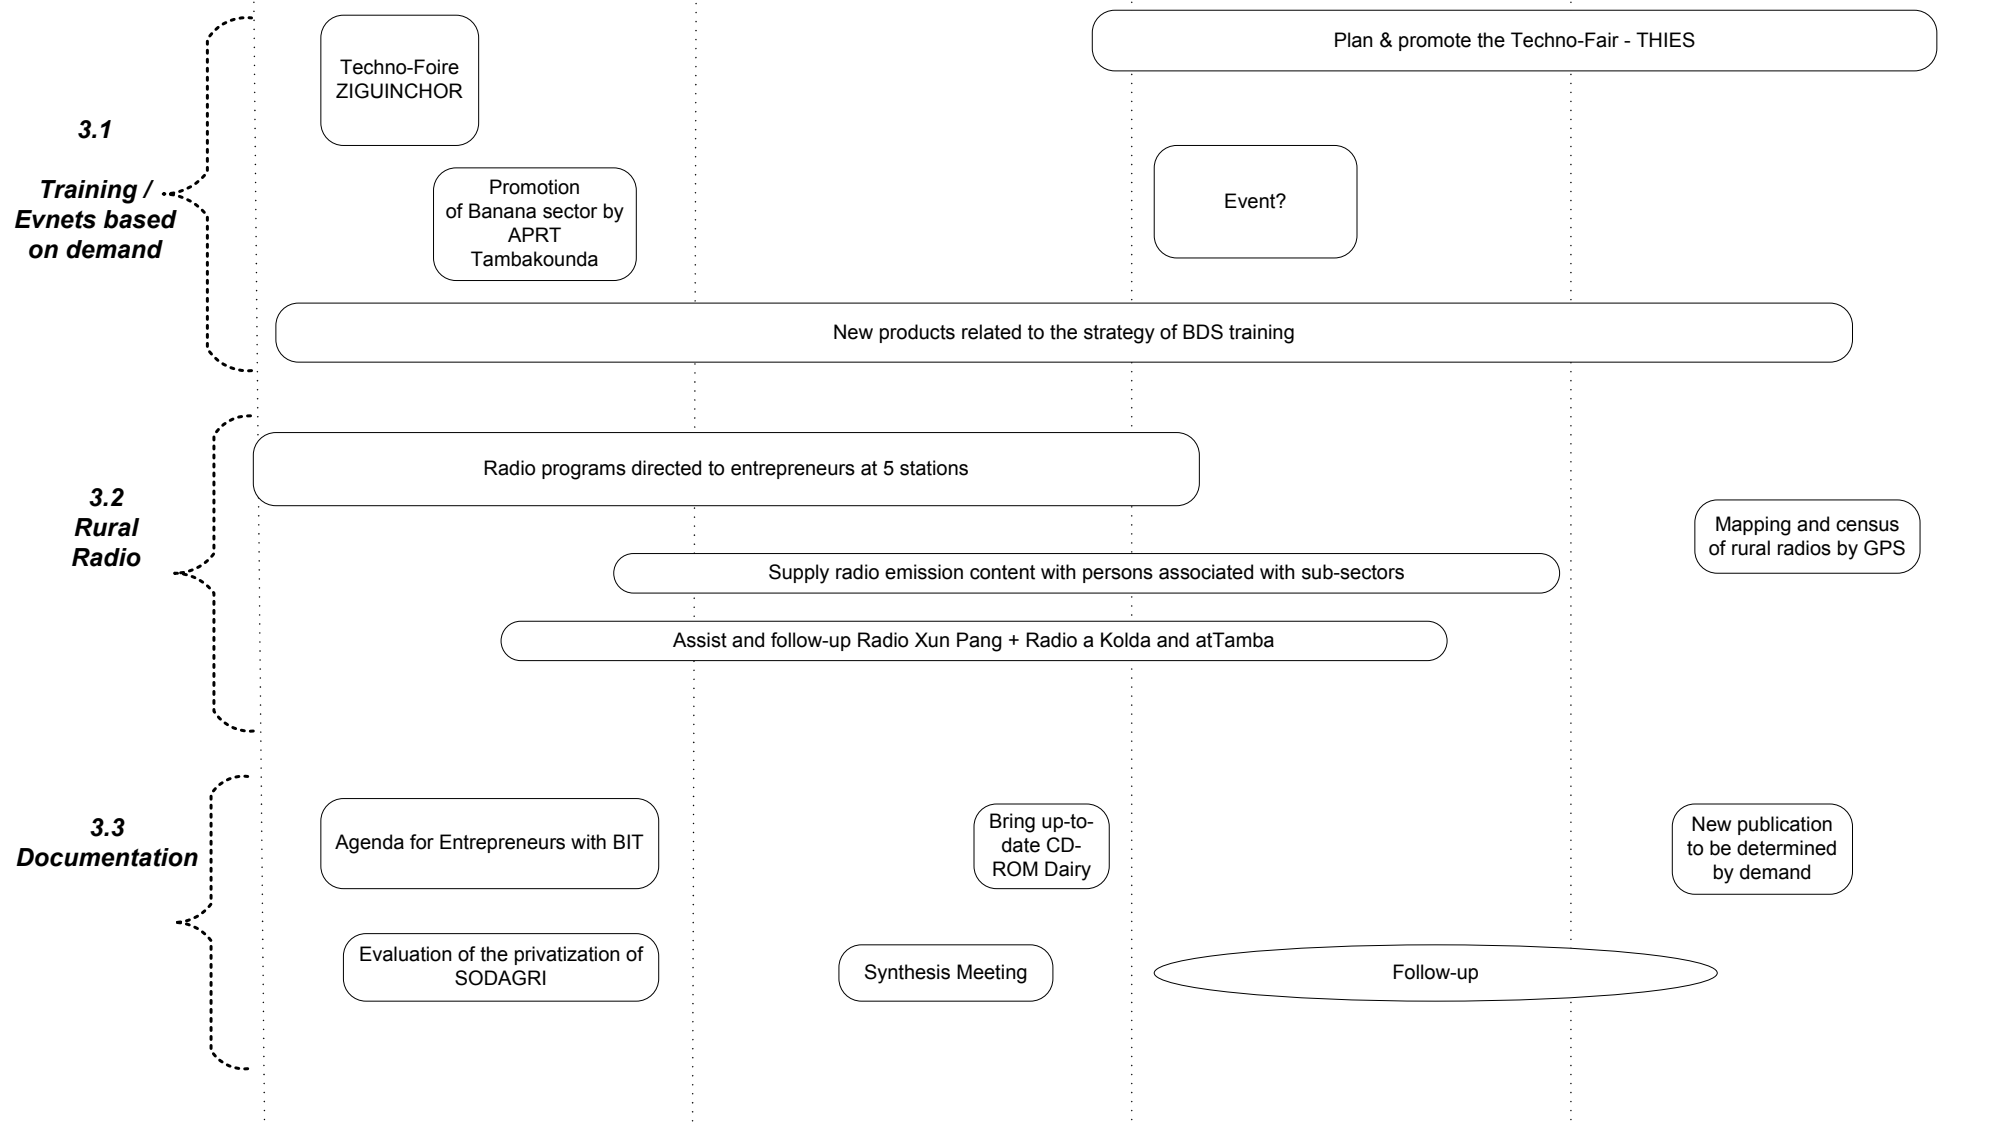 3.1
Training /
Evnets based
on demand
Techno-Foire
ZIGUINCHOR
Plan & promote the Techno-Fair - THIES
Promotion
of Banana sector by
APRT
Tambakounda
Event?
New products related to the strategy of BDS training
3.2
Rural
Radio
Radio programs directed to entrepreneurs at 5 stations
Mapping and census
of rural radios by GPS
Supply radio emission content with persons associated with sub-sectors
Assist and follow-up Radio Xun Pang + Radio a Kolda and atTamba
3.3
Documentation
Agenda for Entrepreneurs with BIT
Bring up-to-
date CD-
ROM Dairy
New publication
to be determined
by demand
Evaluation of the privatization of
SODAGRI
Synthesis Meeting
Follow-up